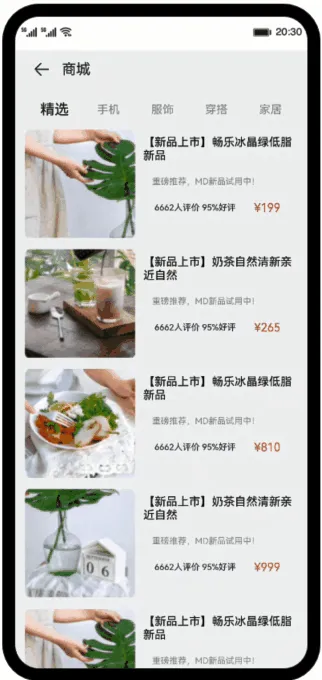 5G 5G 20:30
商城
精选 手机 服饰 穿搭 家居
【新品上市】畅乐冰晶绿低脂
新品
重磅推荐，MD新品试用中！
6662人评价 95%好评 ¥199
【新品上市】奶茶自然清新亲
近自然
重磅推荐，MD新品试用中！
6662人评价 95%好评 ¥265
【新品上市】畅乐冰晶绿低脂
新品
重磅推荐，MD新品试用中！
6662人评价 95%好评 ¥810
【新品上市】奶茶自然清新亲
近自然
重磅推荐，MD新品试用中！
6662人评价 95%好评 ¥999
0 6
【新品上市】畅乐冰晶绿低脂
新品
重磅推荐，MD新品试用中！